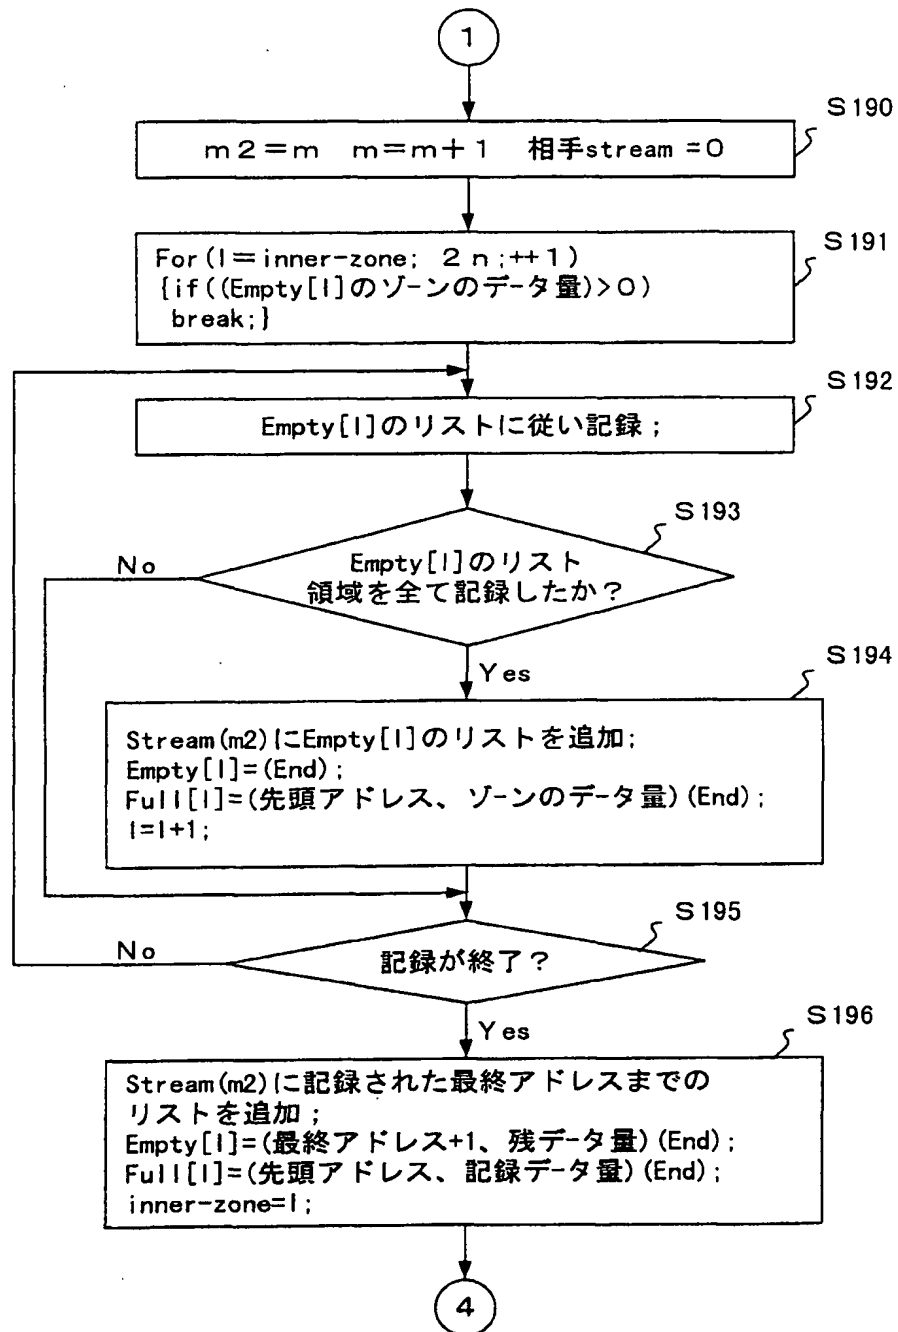 1
S190
m2=m m=m+1 相手stream =0
S191
For(l=inner-zone; 2n;++1)
{if((Empty[l]のゾーンのデータ量)>0)
break;}
S192
Empty[l]のリストに従い記録;
S193
Empty[l]のリスト
領域を全て記録したか?
No
Yes
S194
Stream(m2)にEmpty[l]のリストを追加;
Empty[l]=(End);
Full[l]=(先頭アドレス、ゾーンのデータ量)(End);
l=l+1;
S195
記録が終了?
No
Yes
S196
Stream(m2)に記録された最終アドレスまでの
リストを追加;
Empty[l]=(最終アドレス+1、残データ量)(End);
Full[l]=(先頭アドレス、記録データ量)(End);
inner-zone=l;
4